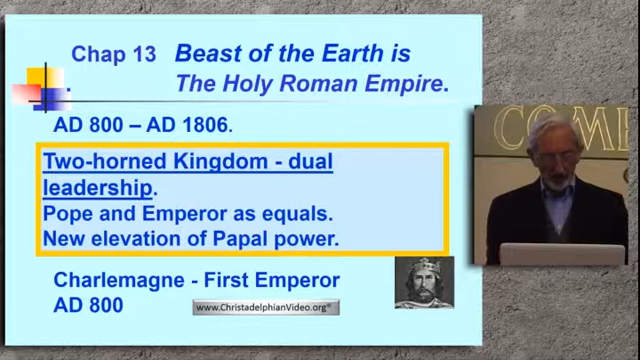 Chap 13 Beast of the Earth is
The Holy Roman Empire.
AD 800 – AD 1806.
Two-horned Kingdom - dual
leadership.
Pope and Emperor as equals.
New elevation of Papal power.
Charlemagne - First Emperor
AD 800
www.ChristadelphianVideo.org®